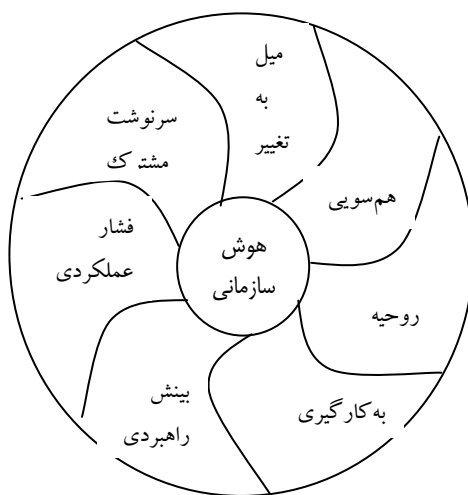 میل
به
تغییر
سرنوشت
مشترک
هم‌سویی
فشار
عملکردی
هوش
سازمانی
روحیه
بینش
راهبردی
به‌کارگیری